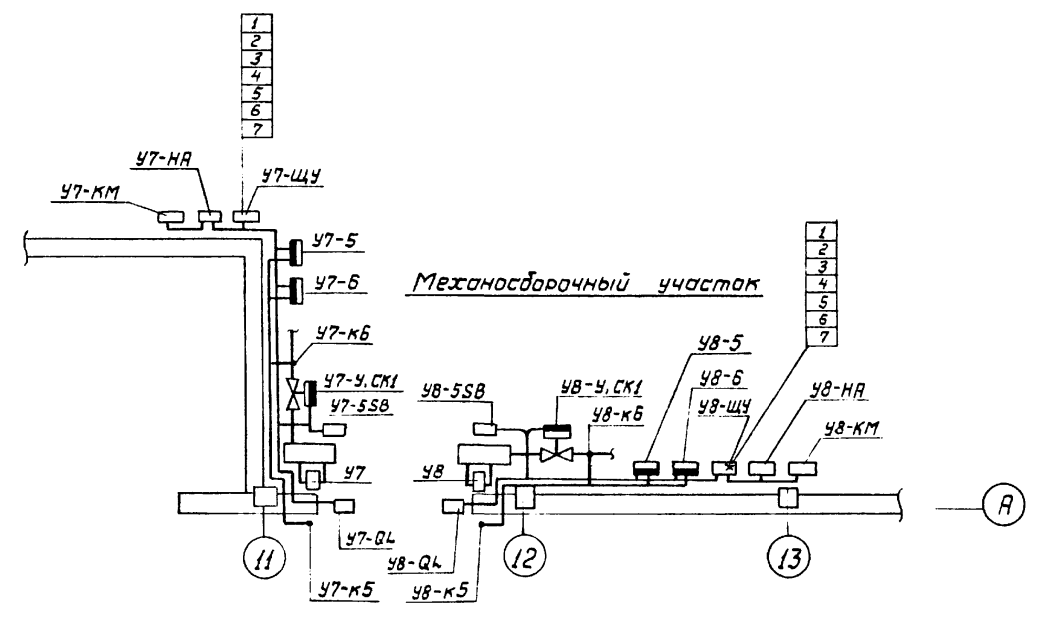 1
2
3
4
5
6
7
У7-НА
У7-ЩУ
У7-КМ
У7-5
У7-6
Механосборочный участок
1
2
3
4
5
6
7
У7-к6
У7-У,СК1
У7-5SB
У8-5SB
У8-У,СК1
У8-к6
У8-5
У8-6
У8-ЩУ
У8-НА
У8-КМ
У7
У8
У7-QL
У8-QL
У7-к5
У8-к5
11
12
13
А